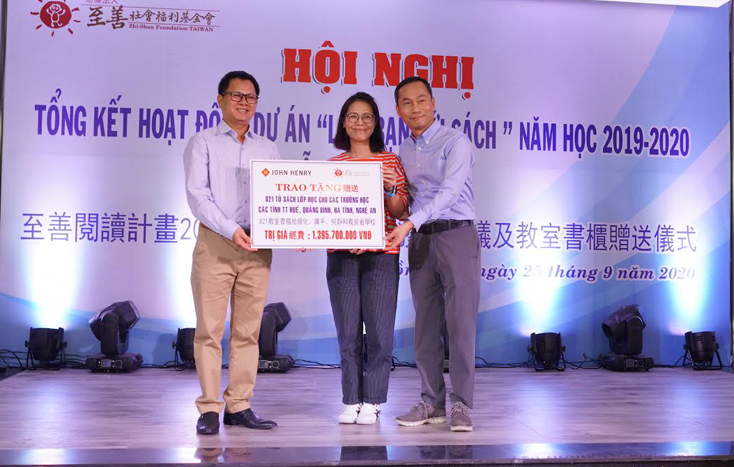 至善社會福利基金會
Zhi-Shan Foundation TAIWAN
HỘI NGHỊ
TỔNG KẾT HOẠT DỰ ÁN SÁCH ” NĂM HỌC 2019-2020
JOHN HENRY
TRAO TẶNG 贈送
821 TỦ SÁCH LỚP HỌC CHO CÁC TRƯỜNG HỌC
CÁC TỈNH TT HUẾ, QUẢNG BÌNH, HÀ TĨNH, NGHỆ AN
TRỊ GIÁ 經費 : 1.395.700.000 VNĐ
至善閱讀計畫20 議及教室書櫃贈送儀式
ngày 25 tháng 9 năm 2020